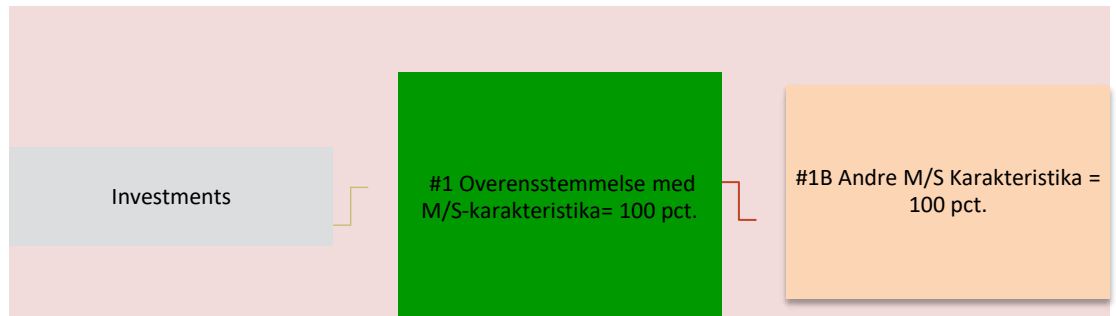 Investments
#1 Overensstemmelse med
M/S-karakteristika= 100 pct.
#1B Andre M/S Karakteristika =
100 pct.